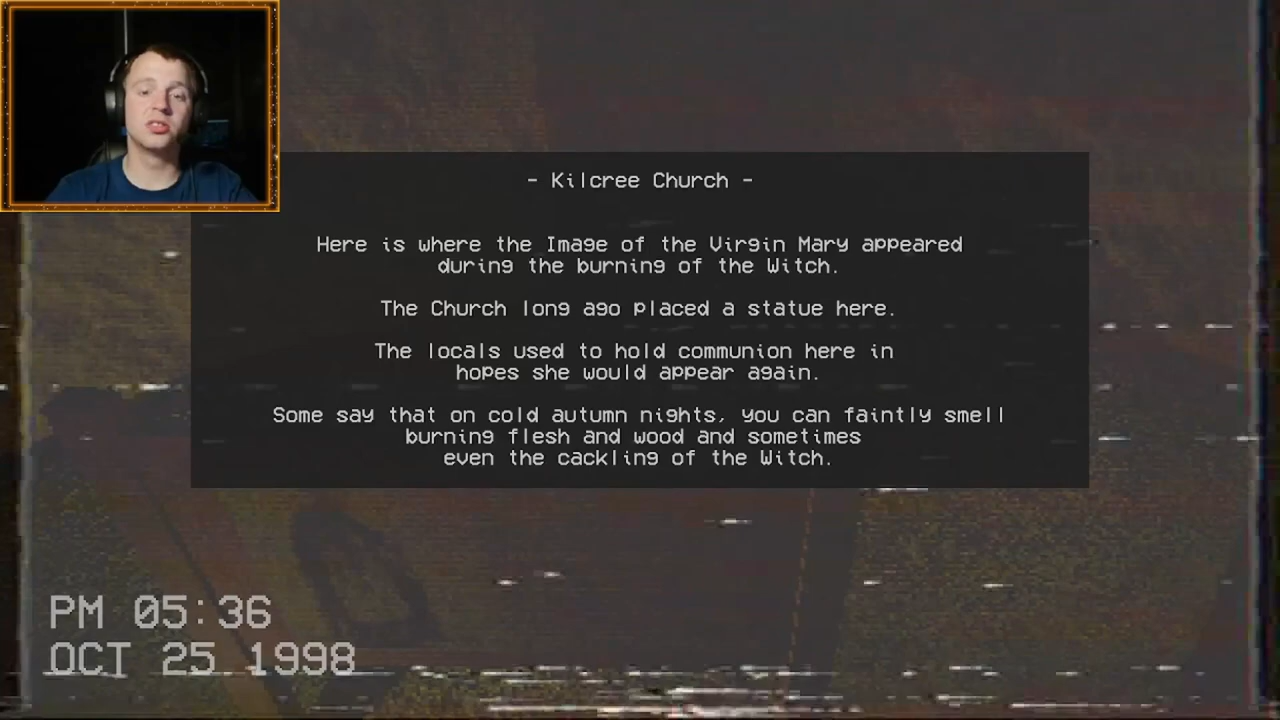 - Kilcree Church -
Here is where the Image of the Virgin Mary appeared
during the burning of the Witch.
The Church long ago placed a statue here.
The locals used to hold communion here in
hopes she would appear again.
Some say that on cold autumn nights, you can faintly smell
burning flesh and wood and sometimes
even the cackling of the Witch.
PM 05:36
OCT 25 1998